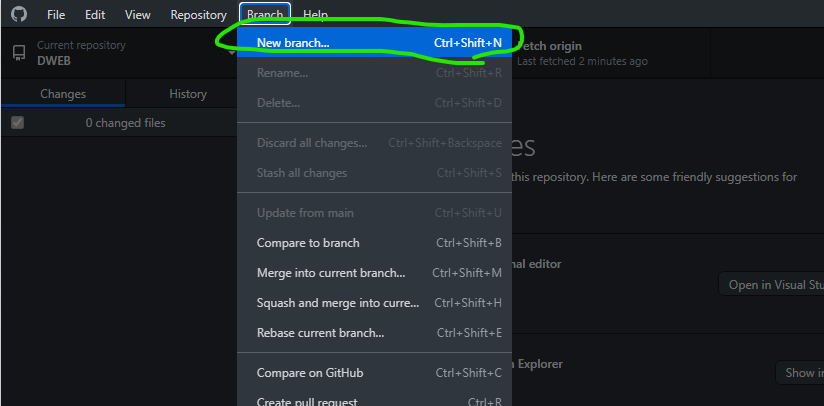 File Edit View Repository Branch Help
Current repository
DWEB
Fetch origin
Last fetched 2 minutes ago
Changes History
0 changed files
New branch... Ctrl+Shift+N
Rename... Ctrl+Shift+R
Delete... Ctrl+Shift+D
Discard all changes... Ctrl+Shift+Backspace
Stash all changes Ctrl+Shift+S
Update from main Ctrl+Shift+U
Compare to branch Ctrl+Shift+B
Merge into current branch... Ctrl+Shift+M
Squash and merge into curre... Ctrl+Shift+H
Rebase current branch... Ctrl+Shift+E
Compare on GitHub Ctrl+Shift+C
Create pull request Ctrl+R
es
this repository. Here are some friendly suggestions for
nal editor
Open in Visual Stu
Explorer
Show in